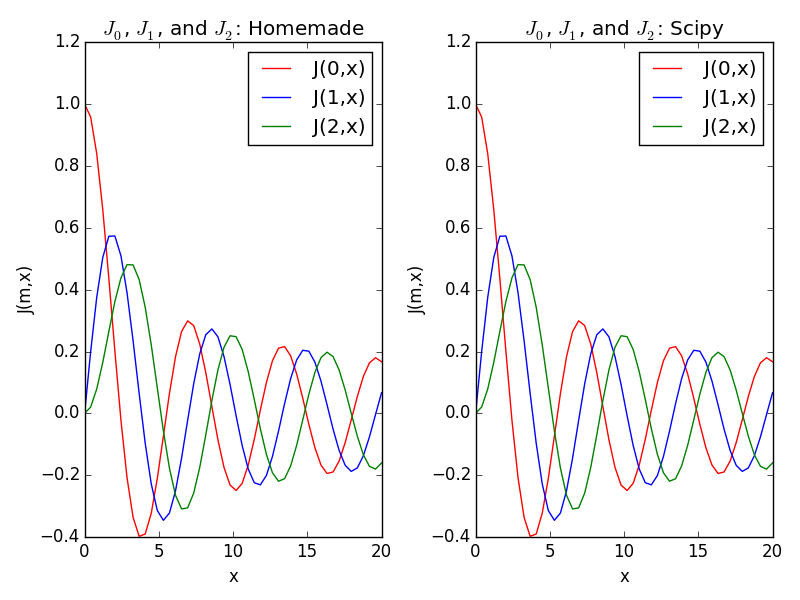 J₀, J₁, and J₂: Homemade
1.2
1.0
0.8
0.6
0.4
0.2
0.0
−0.2
−0.4
J(m,x)
J(0,x)
J(1,x)
J(2,x)
0 5 10 15 20
x
J₀, J₁, and J₂: Scipy
1.2
1.0
0.8
0.6
0.4
0.2
0.0
−0.2
−0.4
J(m,x)
J(0,x)
J(1,x)
J(2,x)
0 5 10 15 20
x